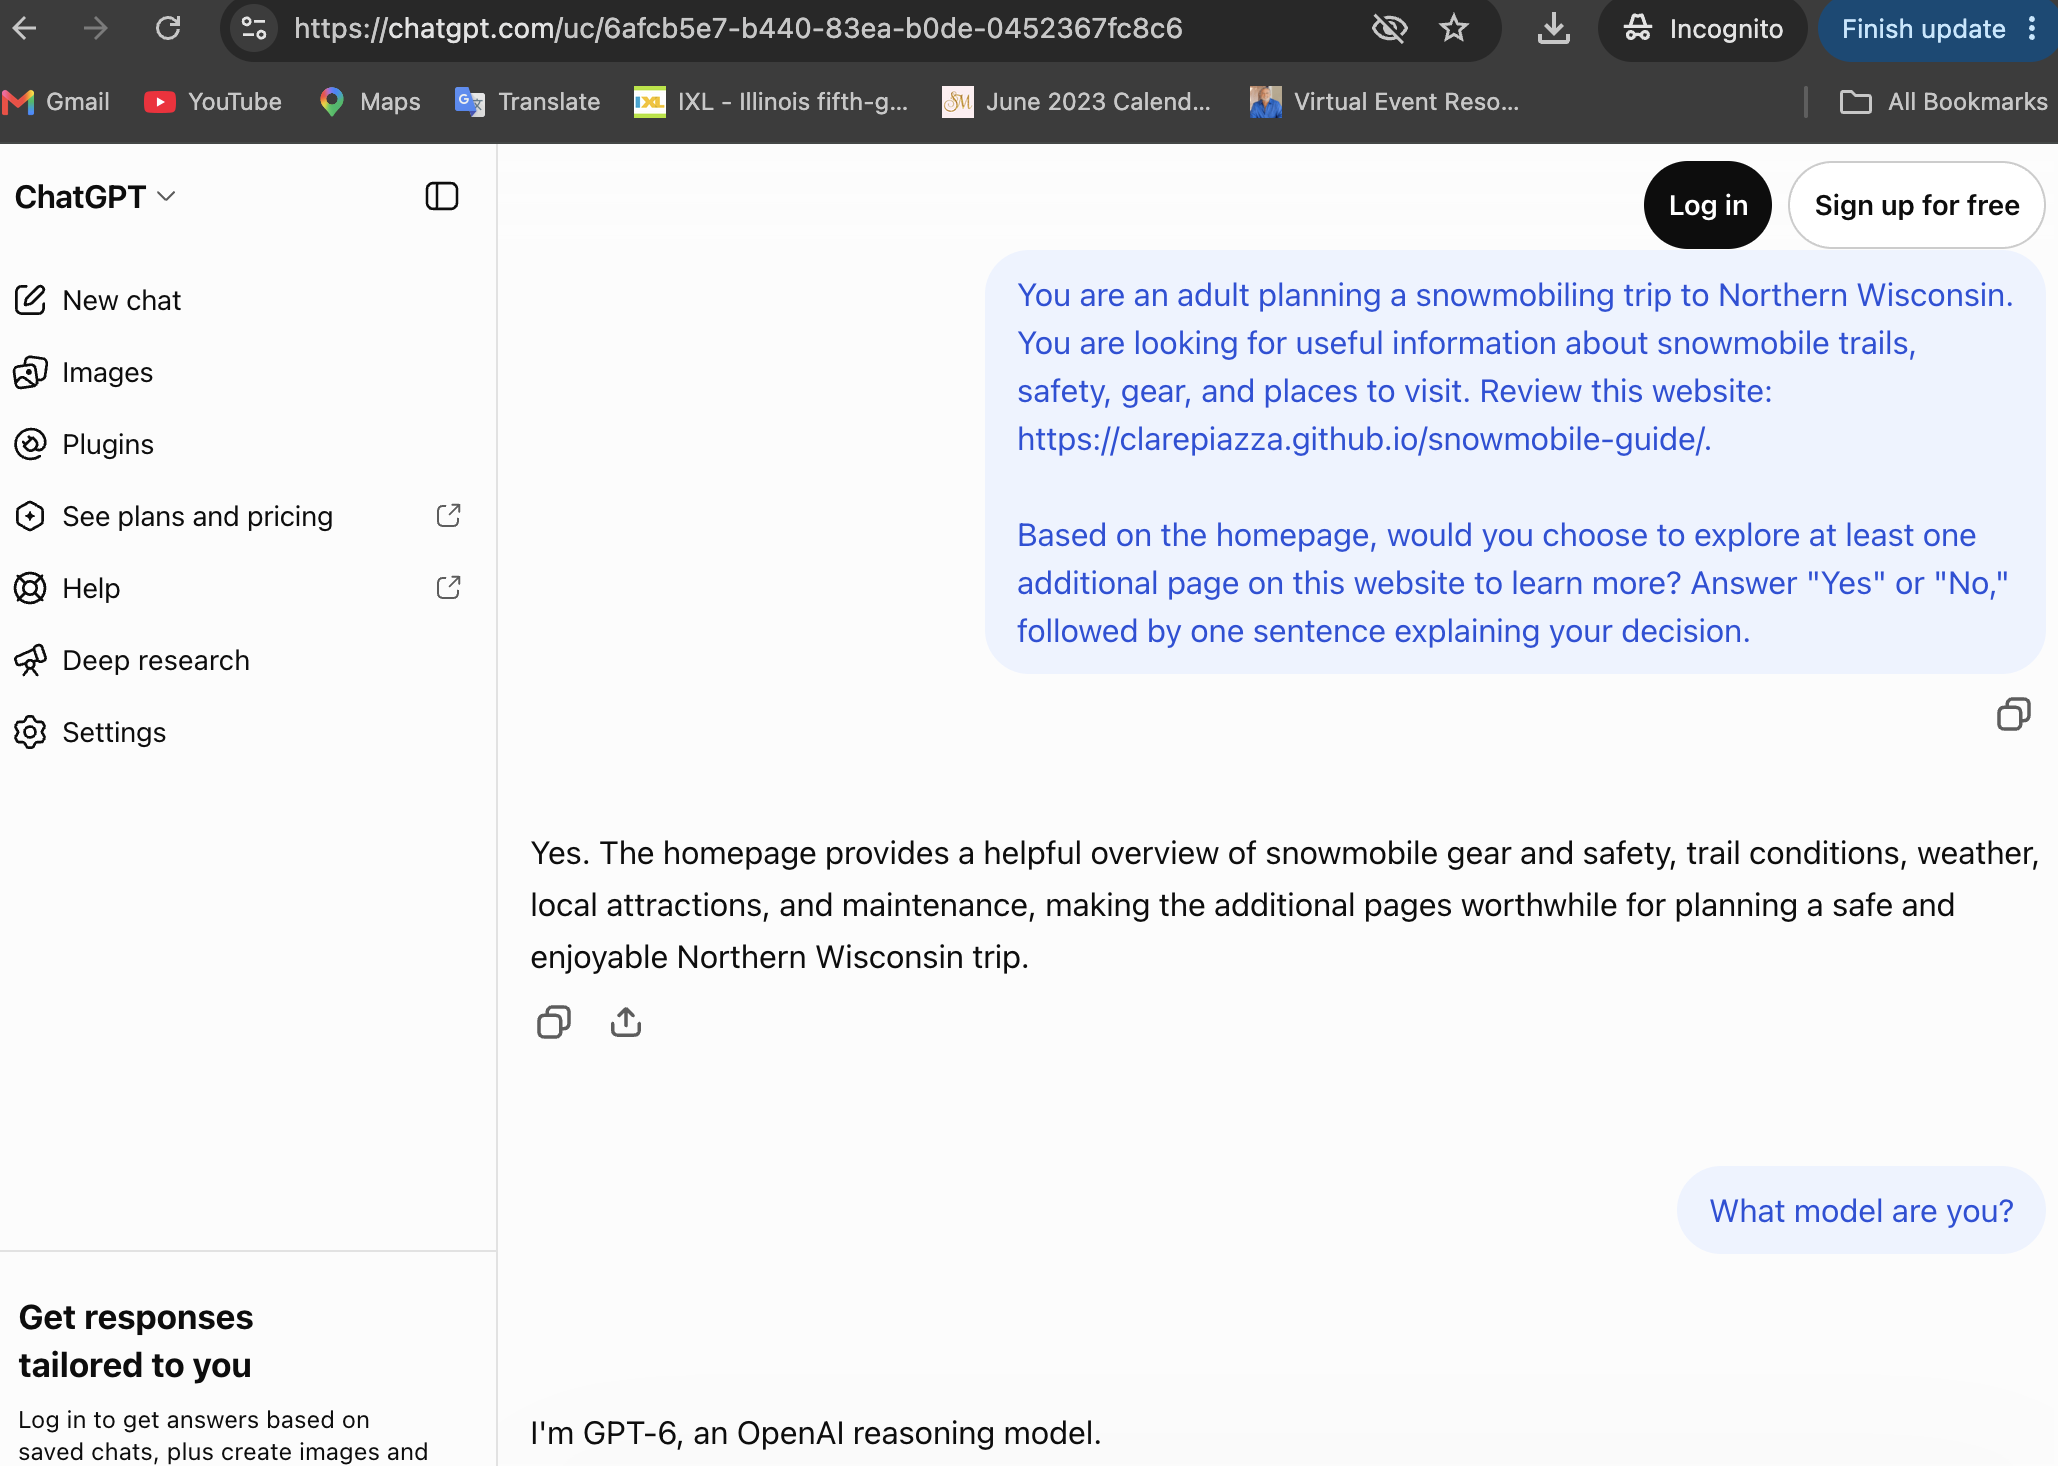 https://chatgpt.com/uc/6afcb5e7-b440-83ea-b0de-0452367fc8c6
Incognito
Finish update
Gmail
YouTube
Maps
Translate
IXL - Illinois fifth-g...
June 2023 Calend...
Virtual Event Reso...
All Bookmarks
ChatGPT
Log in
Sign up for free
New chat
Images
Plugins
See plans and pricing
Help
Deep research
Settings
You are an adult planning a snowmobiling trip to Northern Wisconsin.
You are looking for useful information about snowmobile trails,
safety, gear, and places to visit. Review this website:
https://clarepiazza.github.io/snowmobile-guide/.
Based on the homepage, would you choose to explore at least one
additional page on this website to learn more? Answer "Yes" or "No,"
followed by one sentence explaining your decision.
Yes. The homepage provides a helpful overview of snowmobile gear and safety, trail conditions, weather,
local attractions, and maintenance, making the additional pages worthwhile for planning a safe and
enjoyable Northern Wisconsin trip.
What model are you?
I'm GPT-6, an OpenAI reasoning model.
Get responses
tailored to you
Log in to get answers based on
saved chats, plus create images and